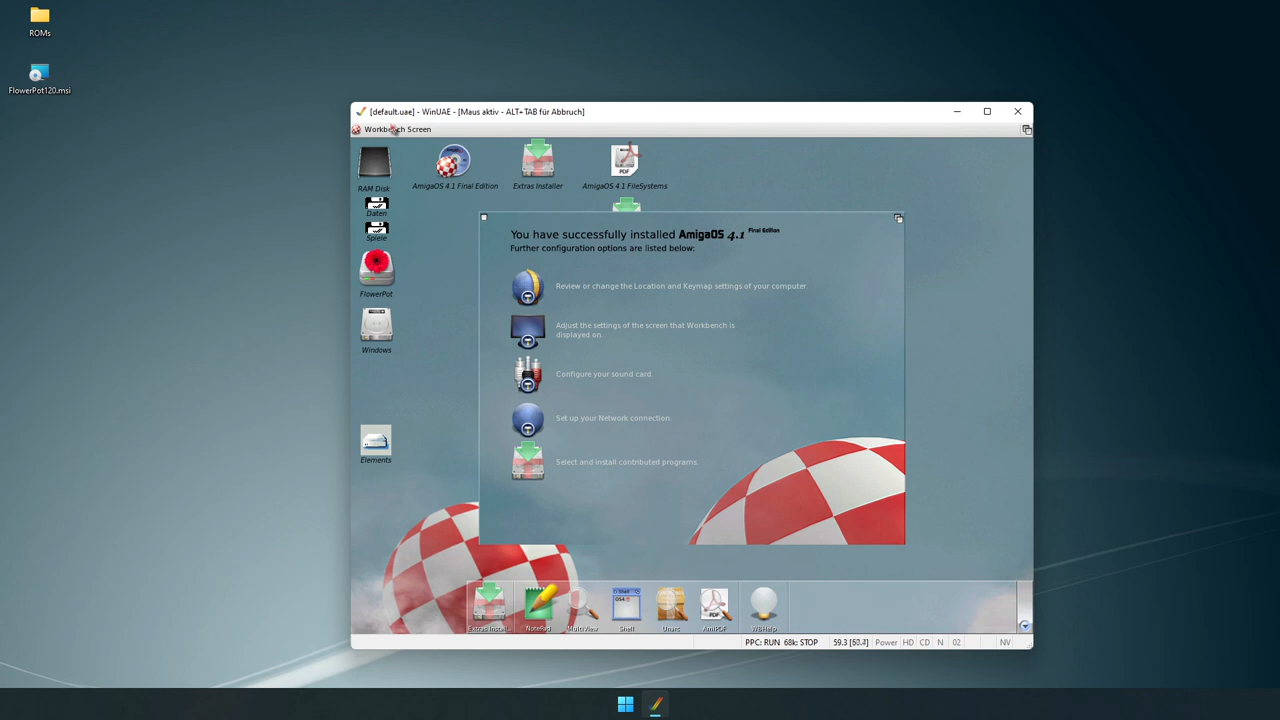 ROMs
FlowerPot120.msi
[default.uae] - WinUAE - [Maus aktiv - ALT+TAB für Abbruch]
Workbench Screen
RAM Disk
AmigaOS 4.1 Final Edition
Extras Installer
AmigaOS 4.1 FileSystems
PDF
Daten
Spiele
FlowerPot
Windows
Elements
You have successfully installed AmigaOS 4.1 Final Edition
Further configuration options are listed below:
Review or change the Location and Keymap settings of your computer.
Adjust the settings of the screen that Workbench is
displayed on.
Configure your sound card.
Set up your Network connection.
Select and install contributed programs.
Shell
OS4
PDF
Extras Install..
NotePad
MultiView
Shell
Unarc
AmiPDF
WBHelp
PPC: RUN 68k: STOP
Power
HD
CD
N
02
NV